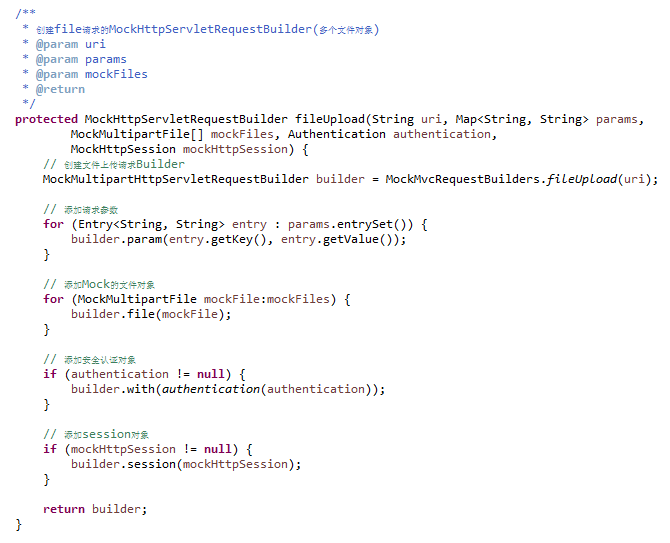 /**
 * 创建file请求的MockHttpServletRequestBuilder(多个文件对象)
 * @param uri
 * @param params
 * @param mockFiles
 * @return
 */
protected MockHttpServletRequestBuilder fileUpload(String uri, Map<String, String> params,
        MockMultipartFile[] mockFiles, Authentication authentication,
        MockHttpSession mockHttpSession) {
    // 创建文件上传请求Builder
    MockMultipartHttpServletRequestBuilder builder = MockMvcRequestBuilders.fileUpload(uri);

    // 添加请求参数
    for (Entry<String, String> entry : params.entrySet()) {
        builder.param(entry.getKey(), entry.getValue());
    }

    // 添加Mock的文件对象
    for (MockMultipartFile mockFile:mockFiles) {
        builder.file(mockFile);
    }

    // 添加安全认证对象
    if (authentication != null) {
        builder.with(authentication(authentication));
    }

    // 添加session对象
    if (mockHttpSession != null) {
        builder.session(mockHttpSession);
    }

    return builder;
}